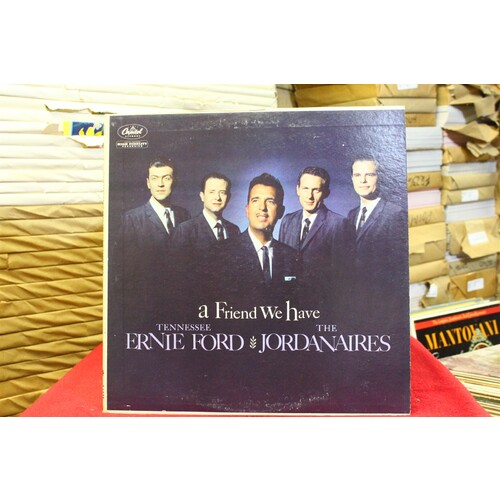 Capitol
a Friend We have
TENNESSEE THE
ERNIE FORD JORDANAIRES
MANTOVANI